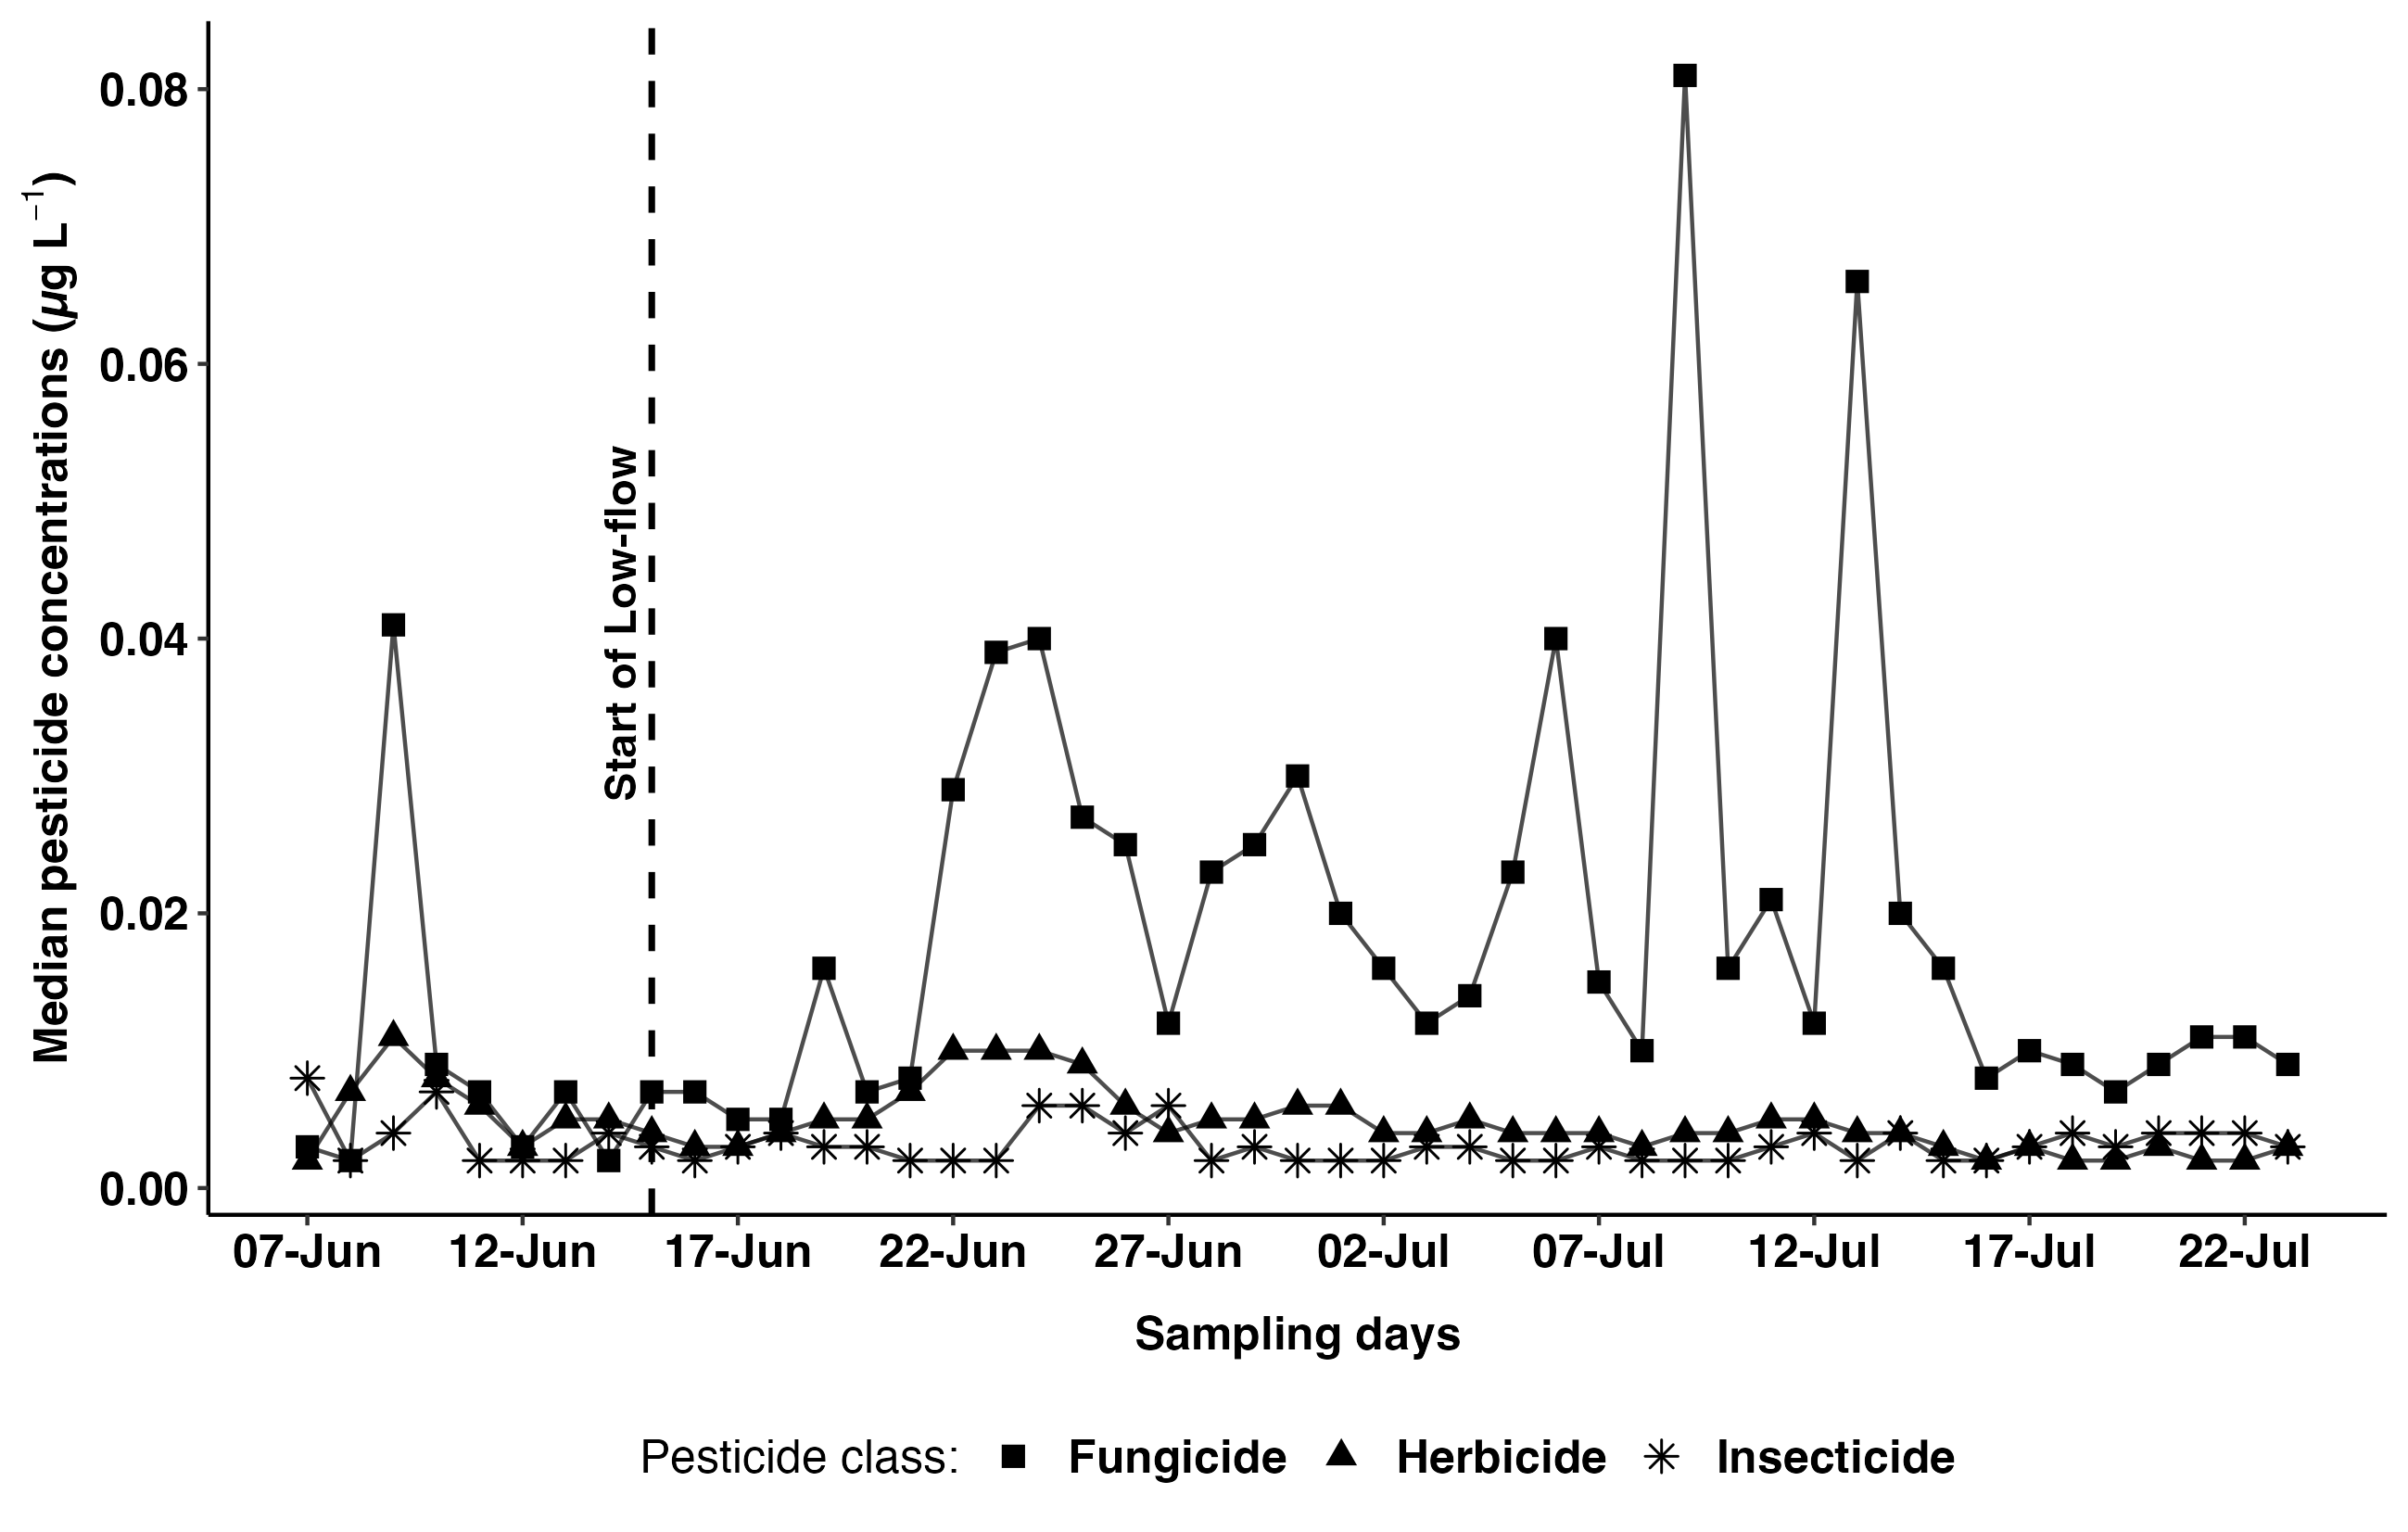 Median pesticide concentrations (µg L⁻¹)
0.08
0.06
0.04
0.02
0.00
Start of Low-flow
07-Jun 12-Jun 17-Jun 22-Jun 27-Jun 02-Jul 07-Jul 12-Jul 17-Jul 22-Jul
Sampling days
Pesticide class: Fungicide Herbicide Insecticide